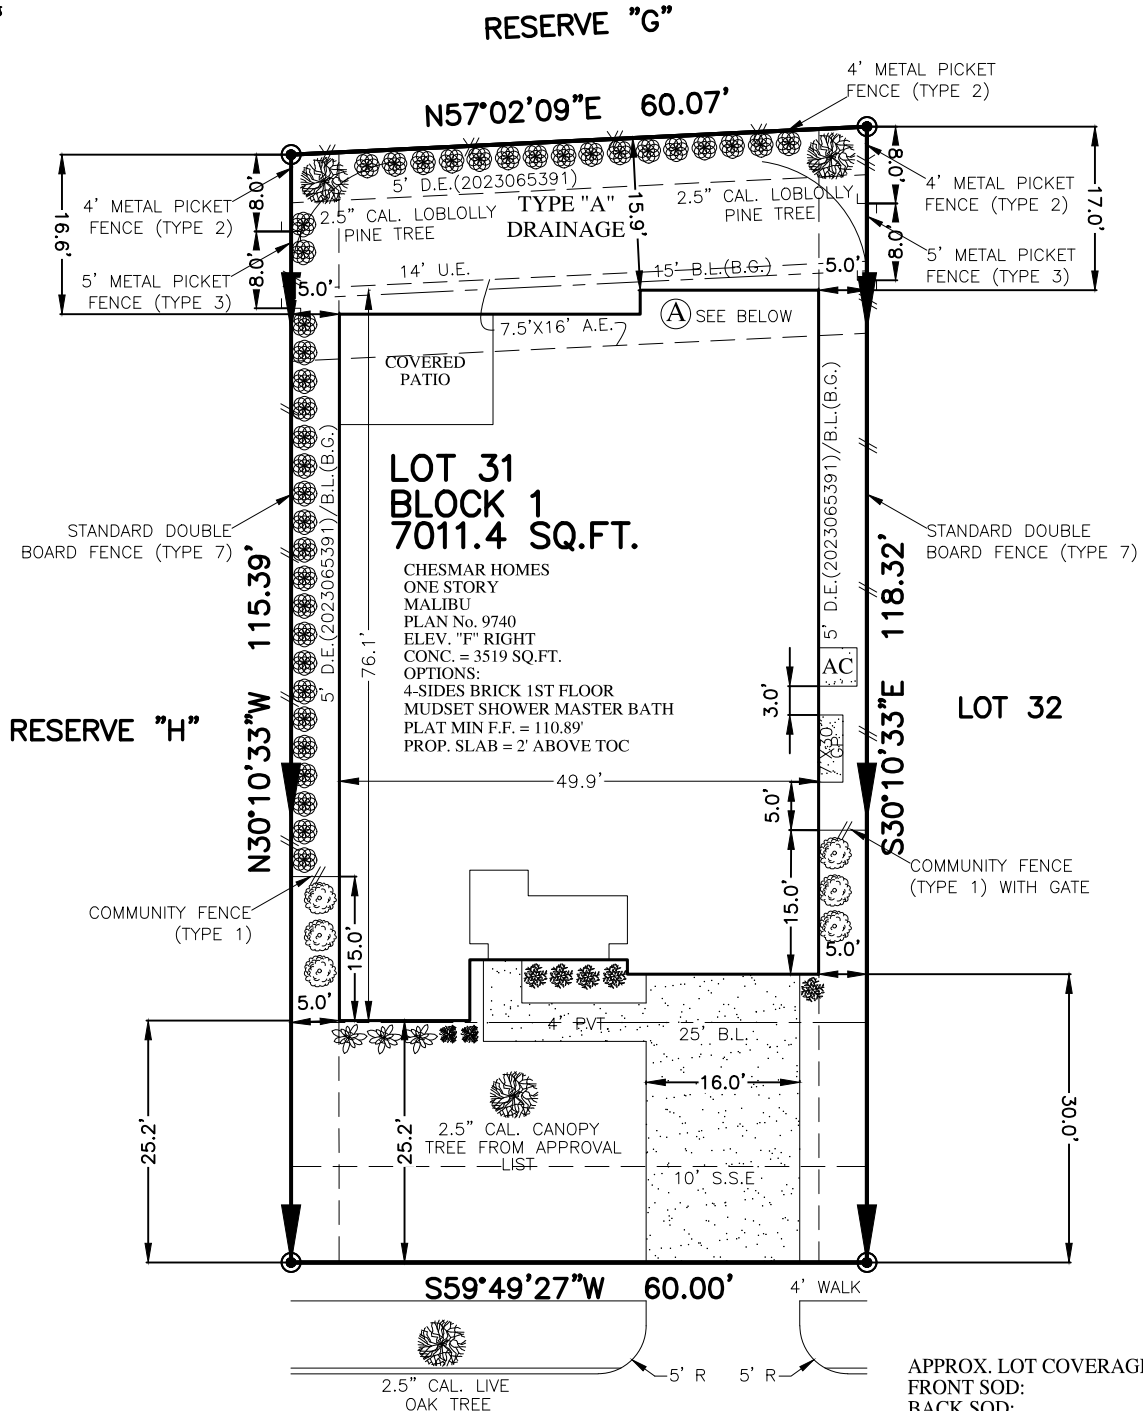 RESERVE "G"
4' METAL PICKET
FENCE (TYPE 2)
N57°02'09"E 60.07'
8.0'
8.0'
16.6'
4' METAL PICKET
FENCE (TYPE 2)
5' METAL PICKET
FENCE (TYPE 3)
5' D.E.(2023065391)
2.5" CAL. LOBLOLLY
PINE TREE
TYPE "A"
DRAINAGE
15.9'
2.5" CAL. LOBLOLLY
PINE TREE
8.0'
8.0'
17.0'
4' METAL PICKET
FENCE (TYPE 2)
5' METAL PICKET
FENCE (TYPE 3)
14' U.E.
15' B.L.(B.G.)
5.0'
5.0'
7.5'X16' A.E.
A SEE BELOW
COVERED
PATIO
5' D.E.(2023065391)/B.L.(B.G.)
5' D.E.(2023065391)/B.L.(B.G.)
LOT 31
BLOCK 1
7011.4 SQ.FT.
STANDARD DOUBLE
BOARD FENCE (TYPE 7)
STANDARD DOUBLE
BOARD FENCE (TYPE 7)
CHESMAR HOMES
ONE STORY
MALIBU
PLAN No. 9740
ELEV. "F" RIGHT
CONC. = 3519 SQ.FT.
OPTIONS:
4-SIDES BRICK 1ST FLOOR
MUDSET SHOWER MASTER BATH
PLAT MIN F.F. = 110.89'
PROP. SLAB = 2' ABOVE TOC
N30°10'33"W 115.39'
S30°10'33"E 118.32'
76.1'
AC
3.0'
GP
RESERVE "H"
LOT 32
49.9'
5.0'
COMMUNITY FENCE
(TYPE 1) WITH GATE
COMMUNITY FENCE
(TYPE 1)
15.0'
15.0'
5.0'
5.0'
4' PVT.
25' B.L.
16.0'
25.2'
25.2'
30.0'
2.5" CAL. CANOPY
TREE FROM APPROVAL
LIST
10' S.S.E
S59°49'27"W 60.00'
4' WALK
5' R
5' R
2.5" CAL. LIVE
OAK TREE
APPROX. LOT COVERAGE
FRONT SOD:
BACK SOD: